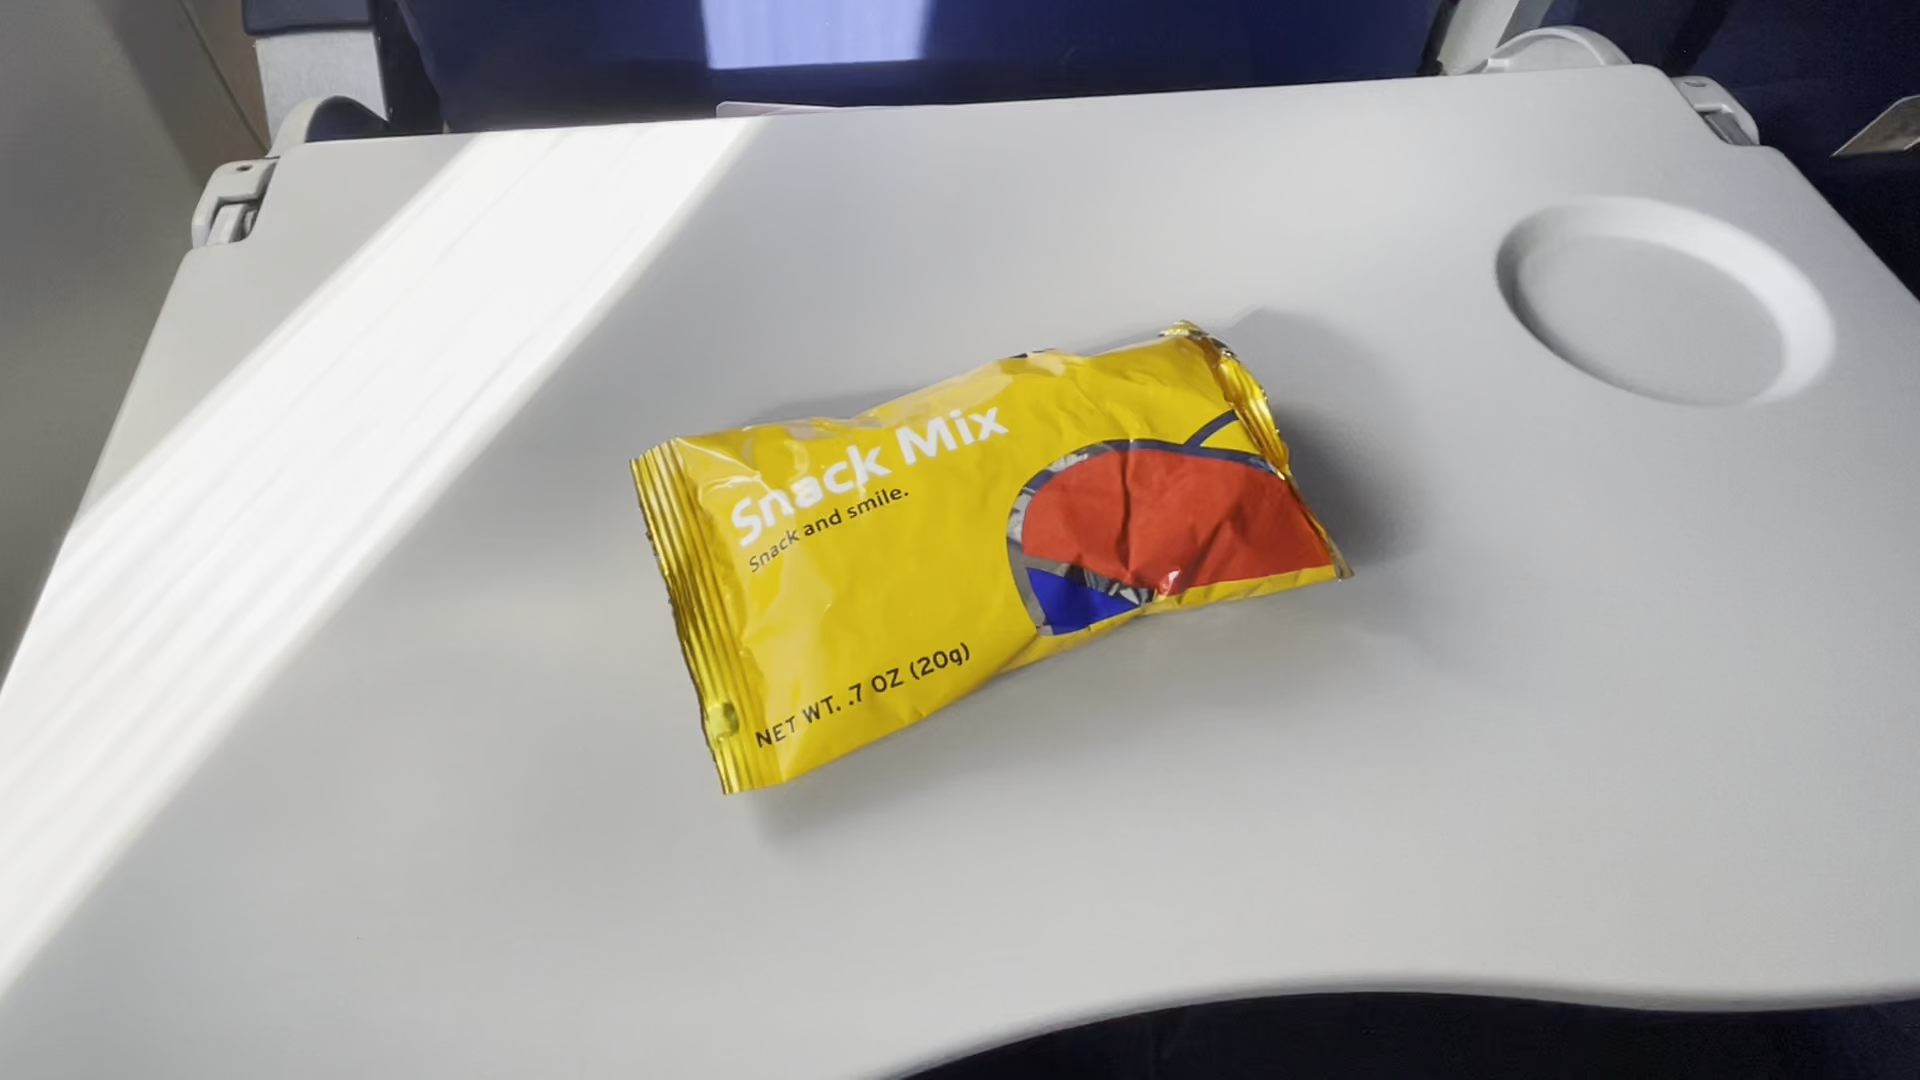 Snack Mix
Snack and smile.
NET WT. .7 OZ (20g)